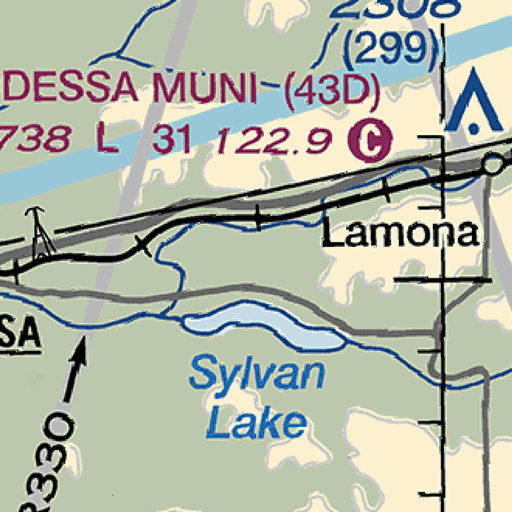 2308
(299)
DESSA MUNI (43D)
738 L 31 122.9 C
Lamona
SA
Sylvan
Lake
R330